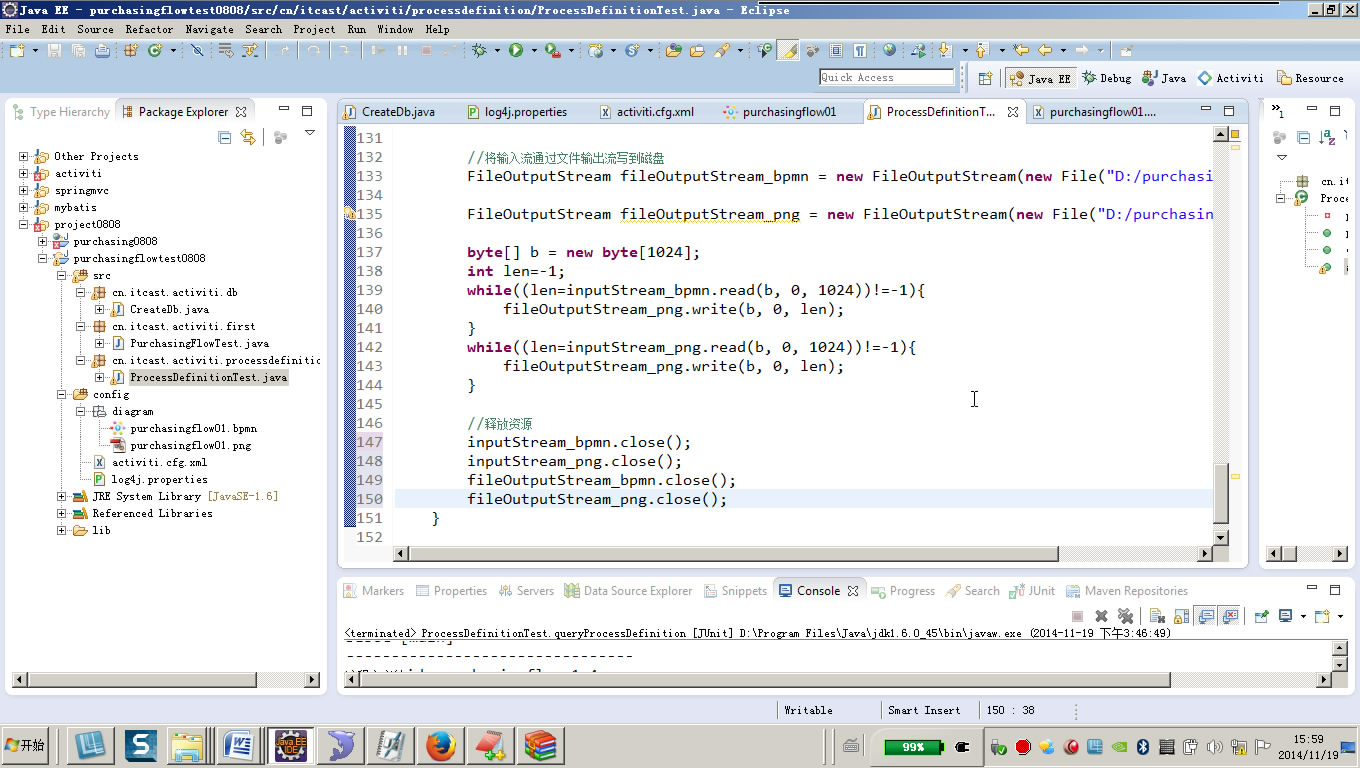 Java EE - purchasingflowtest0808/src/cn/itcast/activiti/processdefinition/ProcessDefinitionTest.java - Eclipse
File Edit Source Refactor Navigate Search Project Run Window Help
Quick Access
Java EE Debug Java Activiti Resource
Type Hierarchy Package Explorer
Other Projects
activiti
springmvc
mybatis
project0808
purchasing0808
purchasingflowtest0808
src
cn.itcast.activiti.db
CreateDb.java
cn.itcast.activiti.first
PurchasingFlowTest.java
cn.itcast.activiti.processdefinitic
ProcessDefinitionTest.java
config
diagram
purchasingflow01.bpmn
purchasingflow01.png
activiti.cfg.xml
log4j.properties
JRE System Library [JavaSE-1.6]
Referenced Libraries
lib
CreateDb.java log4j.properties activiti.cfg.xml purchasingflow01 ProcessDefinitionT... purchasingflow01....
131
132 //将输入流通过文件输出流写到磁盘
133 FileOutputStream fileOutputStream_bpmn = new FileOutputStream(new File("D:/purchasi
134
135 FileOutputStream fileOutputStream_png = new FileOutputStream(new File("D:/purchasin
136
137 byte[] b = new byte[1024];
138 int len=-1;
139 while((len=inputStream_bpmn.read(b, 0, 1024))!=-1){
140 fileOutputStream_png.write(b, 0, len);
141 }
142 while((len=inputStream_png.read(b, 0, 1024))!=-1){
143 fileOutputStream_png.write(b, 0, len);
144 }
145
146 //释放资源
147 inputStream_bpmn.close();
148 inputStream_png.close();
149 fileOutputStream_bpmn.close();
150 fileOutputStream_png.close();
151 }
152
1
cn.it
Proce
Markers Properties Servers Data Source Explorer Snippets Console Progress Search JUnit Maven Repositories
<terminated> ProcessDefinitionTest.queryProcessDefinition [JUnit] D:\Program Files\Java\jdk1.6.0_45\bin\javaw.exe (2014-11-19 下午3:46:49)
--------------------------------
Writable Smart Insert 150 : 38
开始
Java EE IDE
99%
15:59
2014/11/19